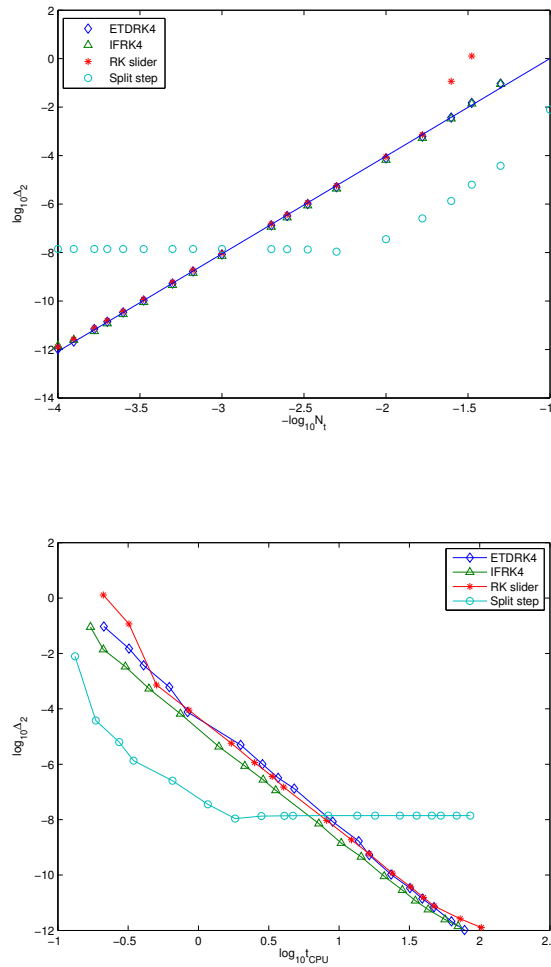 ETDRK4
IFRK4
RK slider
Split step
2
0
−2
−4
−6
−8
−10
−12
−14
log10Δ2
−4 −3.5 −3 −2.5 −2 −1.5 −1
−log10Nt
ETDRK4
IFRK4
RK slider
Split step
2
0
−2
−4
−6
−8
−10
−12
log10Δ2
−1 −0.5 0 0.5 1 1.5 2 2.
log10tCPU